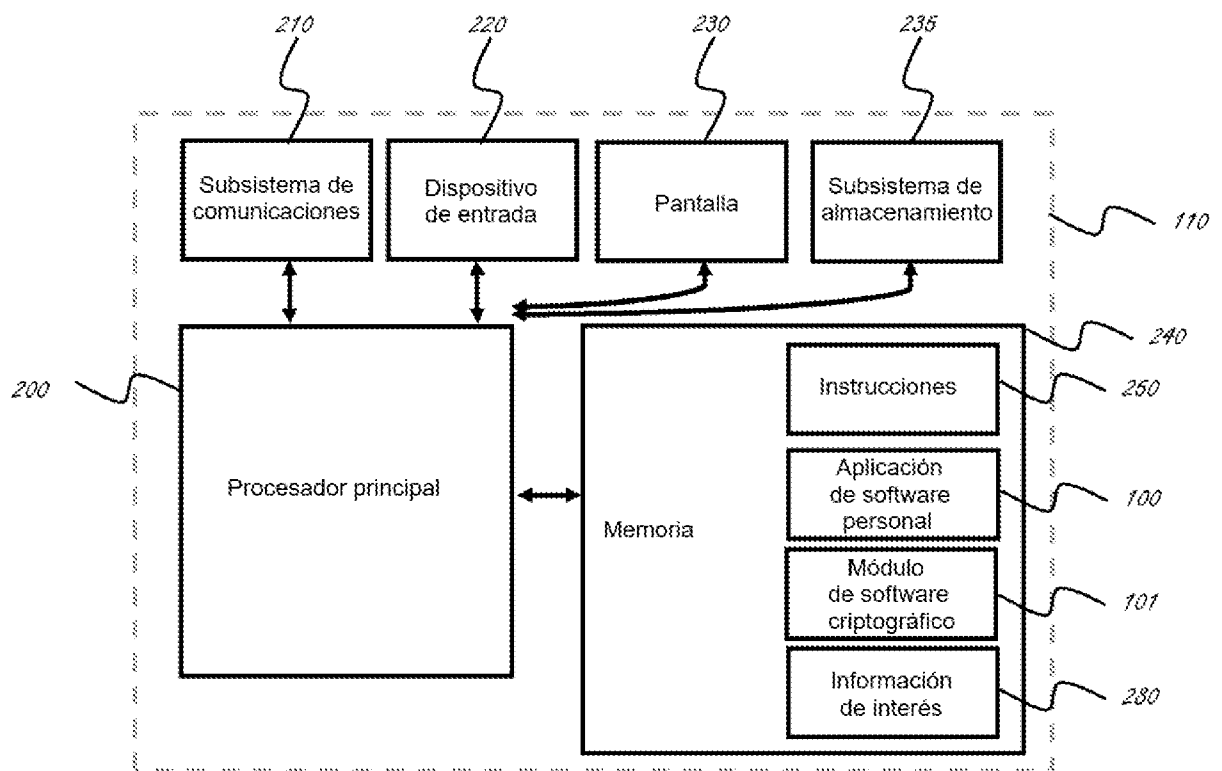 210
220
230
235
Subsistema de
comunicaciones
Dispositivo
de entrada
Pantalla
Subsistema de
almacenamiento
110
240
200
Instrucciones
250
Procesador principal
Memoria
Aplicación
de software
personal
100
Módulo
de software
criptográfico
101
Información
de interés
280